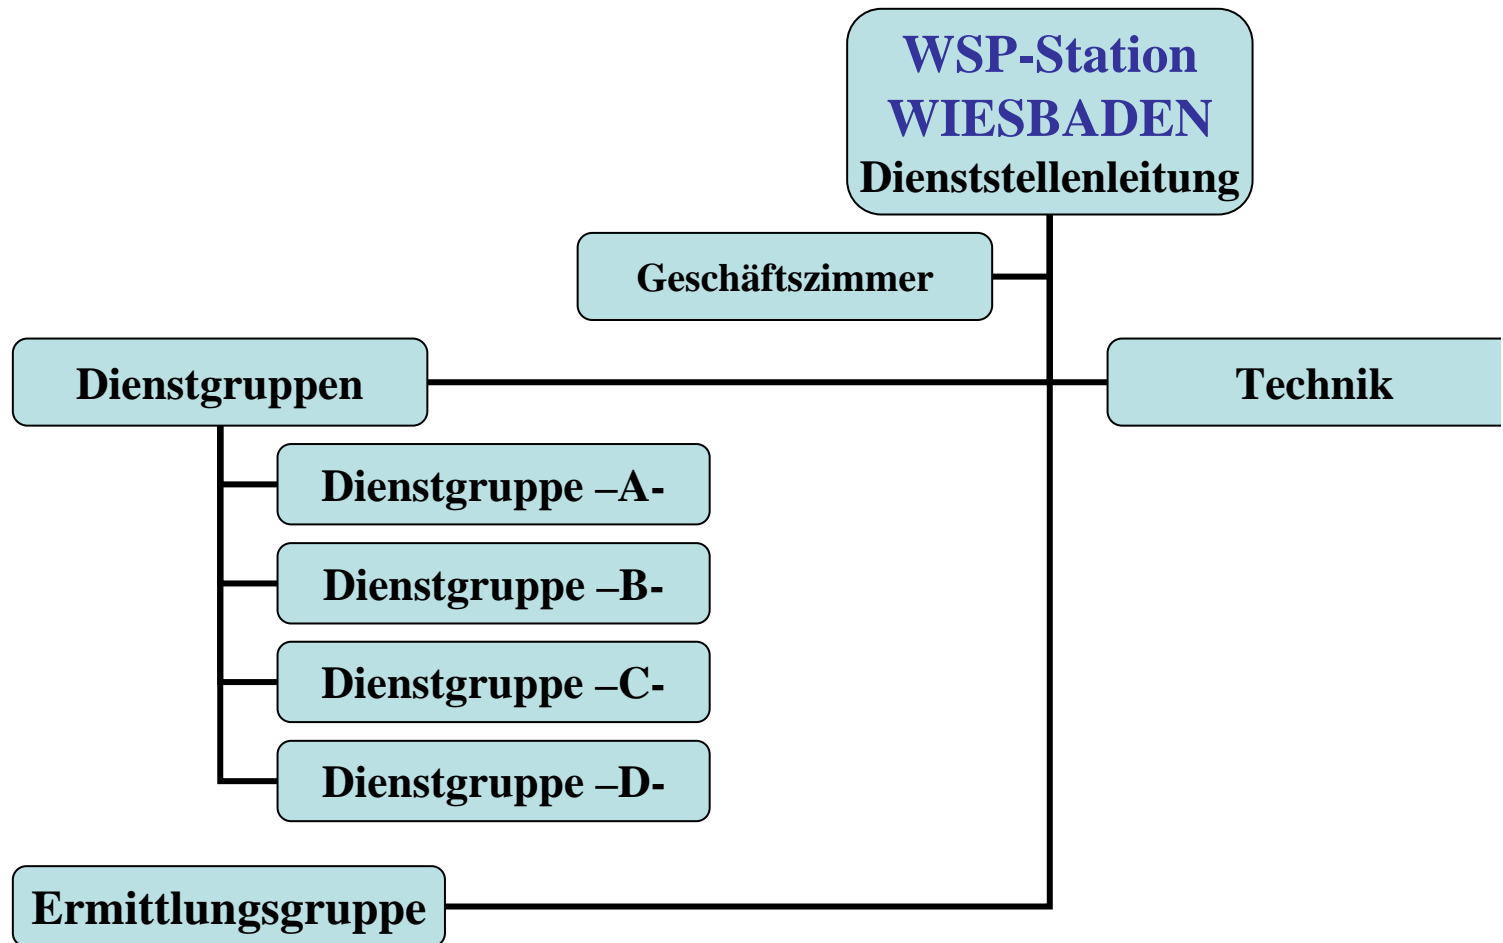 WSP-Station
WIESBADEN
Dienststellenleitung
Geschäftszimmer
Dienstgruppen
Technik
Dienstgruppe –A-
Dienstgruppe –B-
Dienstgruppe –C-
Dienstgruppe –D-
Ermittlungsgruppe